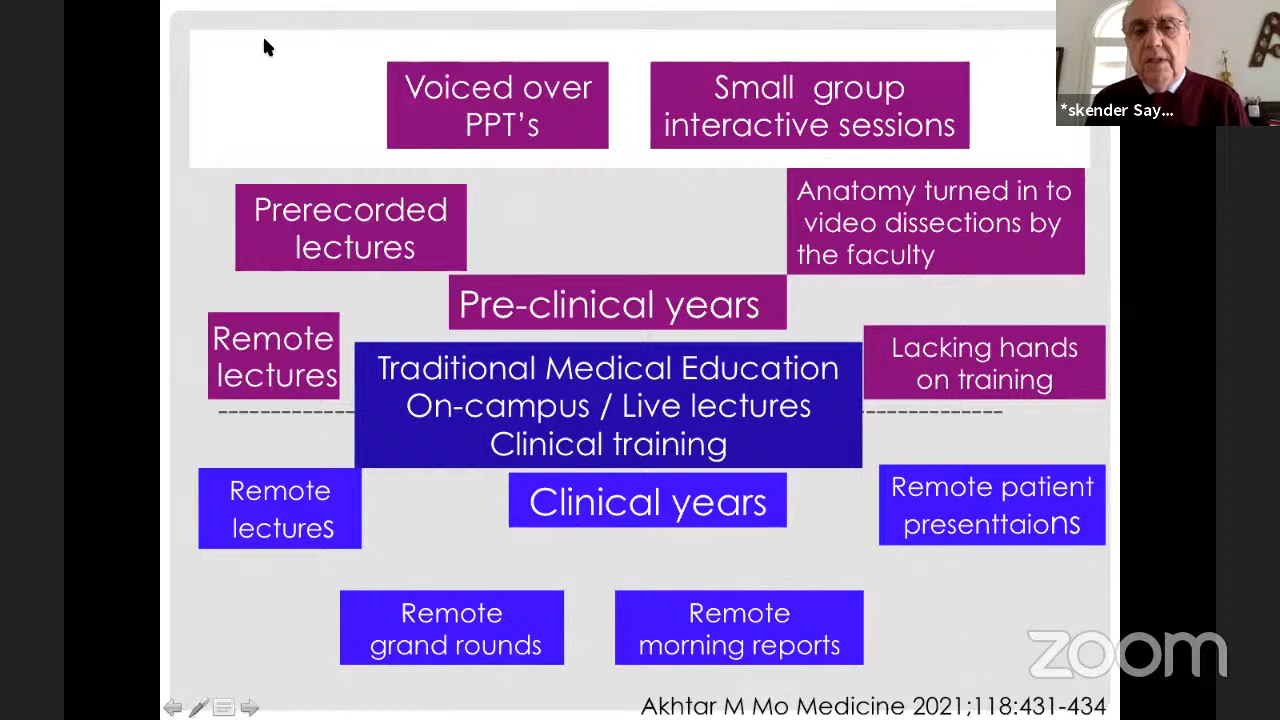 Voiced over
PPT's
Small group
interactive sessions
*skender Say...
Prerecorded
lectures
Anatomy turned in to
video dissections by
the faculty
Pre-clinical years
Remote
lectures
Traditional Medical Education
On-campus / Live lectures
Clinical training
Lacking hands
on training
Remote
lectures
Clinical years
Remote patient
presenttaions
Remote
grand rounds
Remote
morning reports
zoom
Akhtar M Mo Medicine 2021;118:431-434